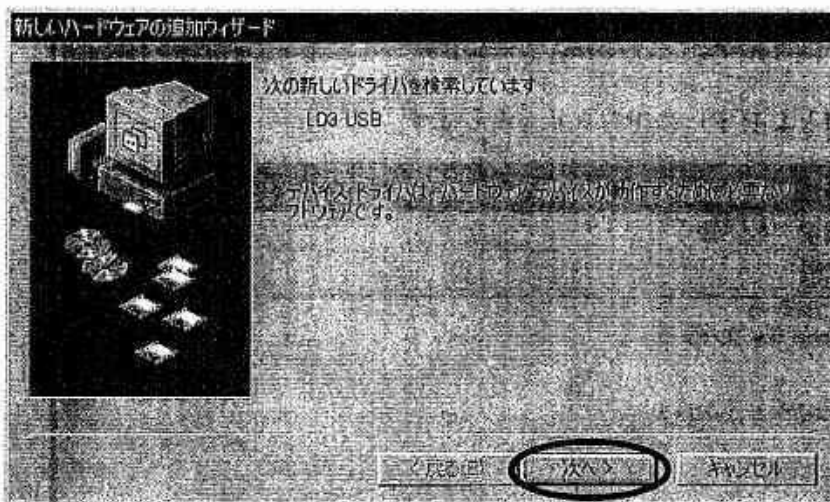 新しいハードウェアの追加ウィザード
次の新しいドライバを検索しています
LD3 USB
デバイス ドライバは、ハードウェア デバイスが動作するために必要なソ
フトウェアです。
< 戻る(B)
次へ >
キャンセル